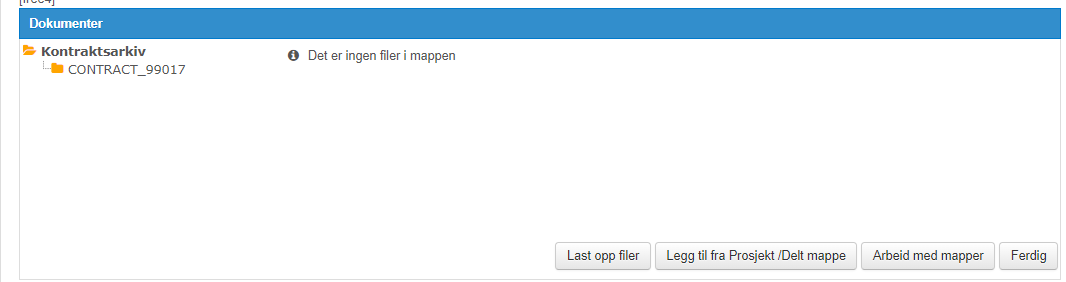 Dokumenter
Kontraktsarkiv
Det er ingen filer i mappen
CONTRACT_99017
Last opp filer
Legg til fra Prosjekt /Delt mappe
Arbeid med mapper
Ferdig